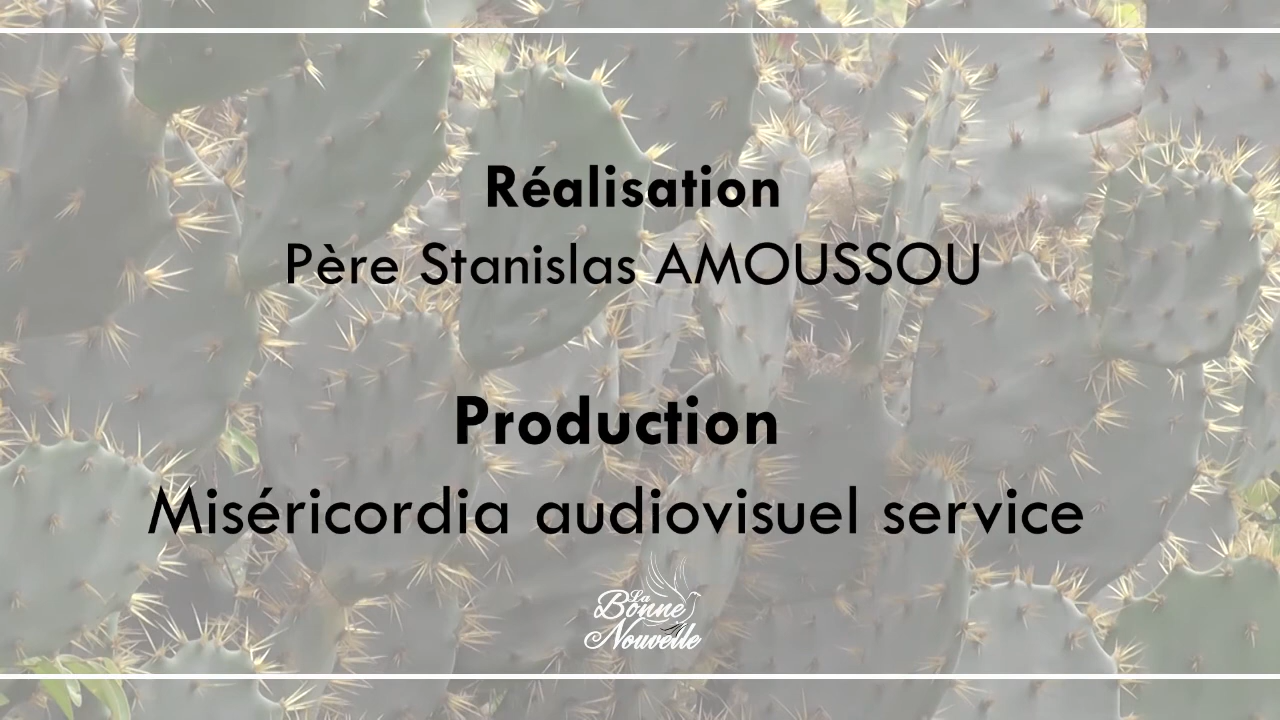 Réalisation
Père Stanislas AMOUSSOU
Production
Miséricordia audiovisuel service
La
Bonne
Nouvelle